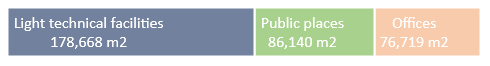 Light technical facilities
178,668 m2
Public places
86,140 m2
Offices
76,719 m2